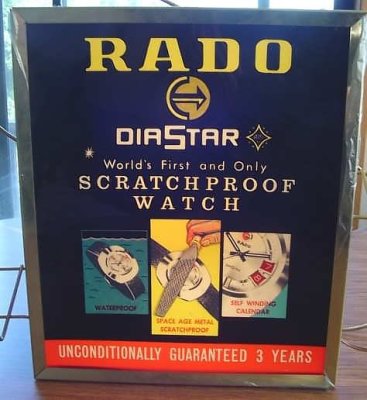 RADO
DIASTAR
World's First and Only
SCRATCHPROOF
WATCH
WATERPROOF
SPACE AGE METAL
SCRATCHPROOF
RADO
SELF WINDING
CALENDAR
UNCONDITIONALLY GUARANTEED 3 YEARS